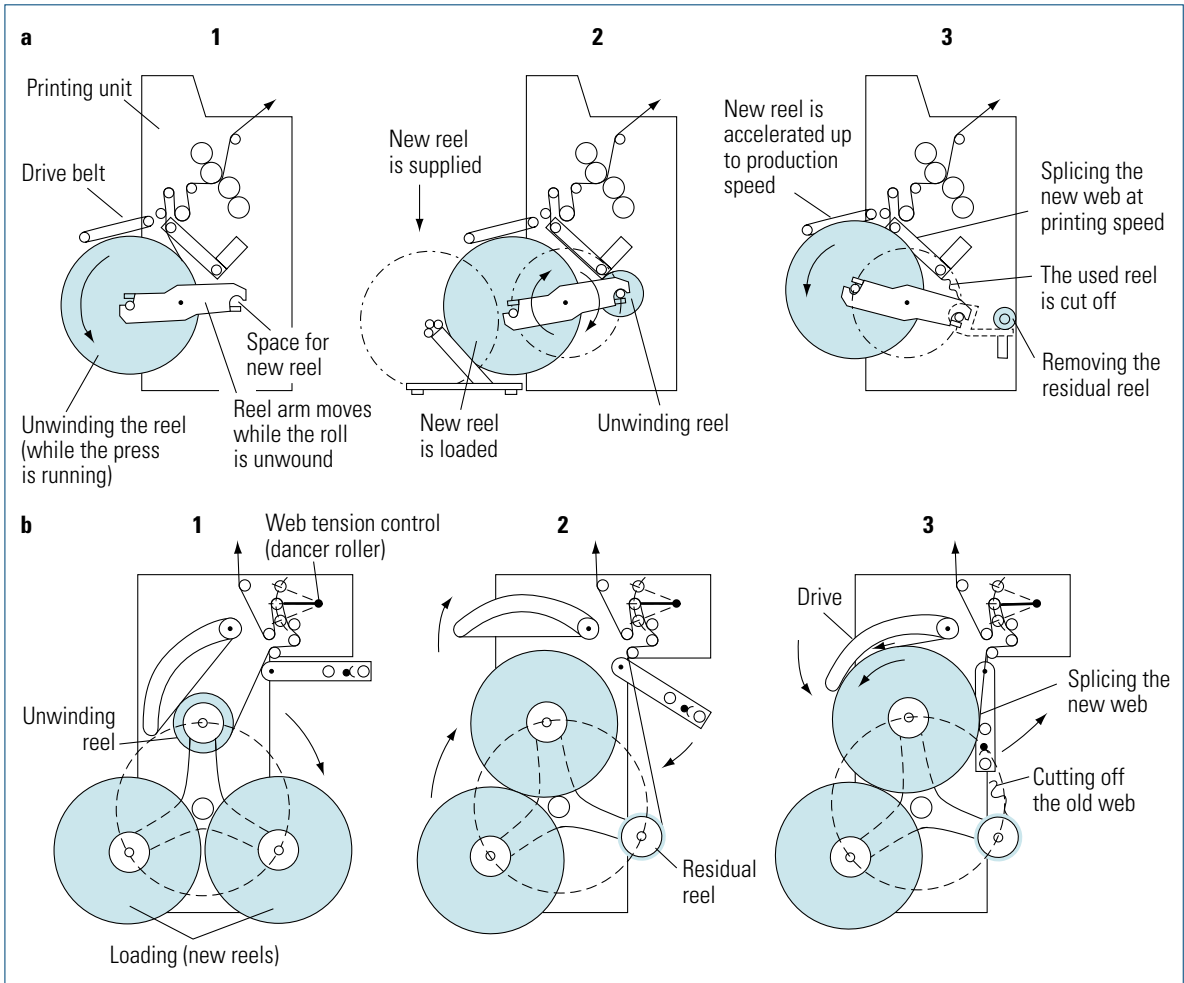 a
1
2
3
Printing unit
Drive belt
Unwinding the reel
(while the press
is running)
Space for
new reel
Reel arm moves
while the roll
is unwound
New reel
is supplied
New reel
is loaded
Unwinding reel
New reel is
accelerated up
to production
speed
Splicing the
new web at
printing speed
The used reel
is cut off
Removing the
residual reel
b
1
2
3
Web tension control
(dancer roller)
Unwinding
reel
Loading (new reels)
Residual
reel
Drive
Splicing the
new web
Cutting off
the old web